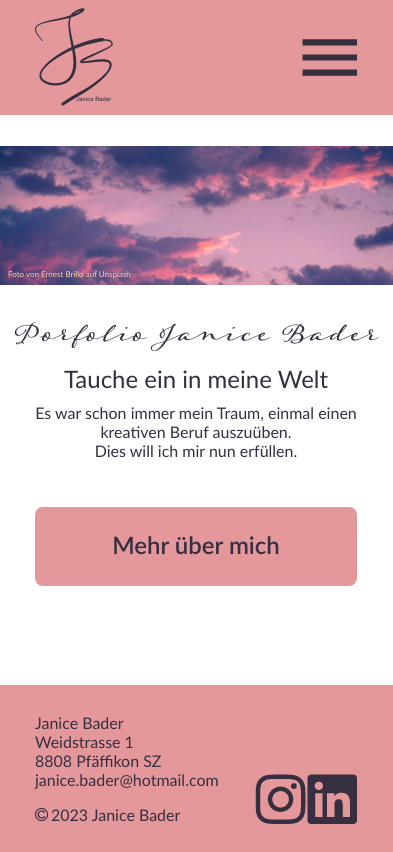 JB
Janice Bader
Foto von Ernest Brillo auf Unsplash
Porfolio Janice Bader
Tauche ein in meine Welt
Es war schon immer mein Traum, einmal einen
kreativen Beruf auszuüben.
Dies will ich mir nun erfüllen.
Mehr über mich
Janice Bader
Weidstrasse 1
8808 Pfäffikon SZ
janice.bader@hotmail.com
© 2023 Janice Bader
in